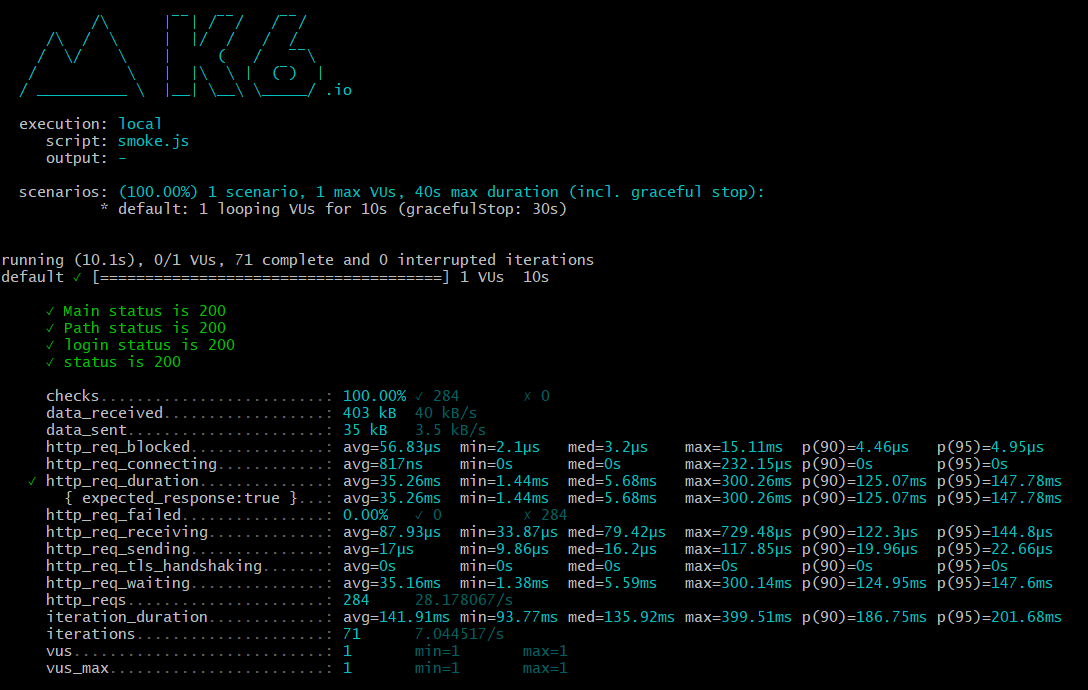 .io
execution: local
script: smoke.js
output: -
scenarios: (100.00%) 1 scenario, 1 max VUs, 40s max duration (incl. graceful stop):
* default: 1 looping VUs for 10s (gracefulStop: 30s)
running (10.1s), 0/1 VUs, 71 complete and 0 interrupted iterations
default ✓ [======================================] 1 VUs  10s
✓ Main status is 200
✓ Path status is 200
✓ login status is 200
✓ status is 200
checks.........................: 100.00% ✓ 284       ✗ 0
data_received..................: 403 kB  40 kB/s
data_sent......................: 35 kB   3.5 kB/s
http_req_blocked...............: avg=56.83µs  min=2.1µs   med=3.2µs    max=15.11ms  p(90)=4.46µs   p(95)=4.95µs
http_req_connecting............: avg=817ns    min=0s      med=0s       max=232.15µs p(90)=0s       p(95)=0s
✓ http_req_duration..............: avg=35.26ms  min=1.44ms  med=5.68ms   max=300.26ms p(90)=125.07ms p(95)=147.78ms
{ expected_response:true }...: avg=35.26ms  min=1.44ms  med=5.68ms   max=300.26ms p(90)=125.07ms p(95)=147.78ms
http_req_failed................: 0.00%   ✓ 0         ✗ 284
http_req_receiving.............: avg=87.93µs  min=33.87µs med=79.42µs  max=729.48µs p(90)=122.3µs  p(95)=144.8µs
http_req_sending...............: avg=17µs     min=9.86µs  med=16.2µs   max=117.85µs p(90)=19.96µs  p(95)=22.66µs
http_req_tls_handshaking.......: avg=0s       min=0s      med=0s       max=0s       p(90)=0s       p(95)=0s
http_req_waiting...............: avg=35.16ms  min=1.38ms  med=5.59ms   max=300.14ms p(90)=124.95ms p(95)=147.6ms
http_reqs......................: 284     28.178067/s
iteration_duration.............: avg=141.91ms min=93.77ms med=135.92ms max=399.51ms p(90)=186.75ms p(95)=201.68ms
iterations.....................: 71      7.044517/s
vus............................: 1       min=1       max=1
vus_max........................: 1       min=1       max=1